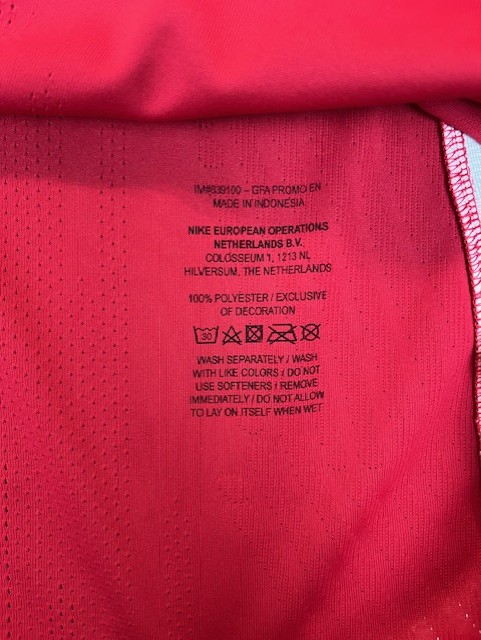 IM#839100 – GFA PROMO EN
MADE IN INDONESIA
NIKE EUROPEAN OPERATIONS
NETHERLANDS B.V.
COLOSSEUM 1, 1213 NL
HILVERSUM, THE NETHERLANDS
100% POLYESTER / EXCLUSIVE
OF DECORATION
30
WASH SEPARATELY / WASH
WITH LIKE COLORS / DO NOT
USE SOFTENERS / REMOVE
IMMEDIATELY / DO NOT ALLOW
TO LAY ON ITSELF WHEN WET